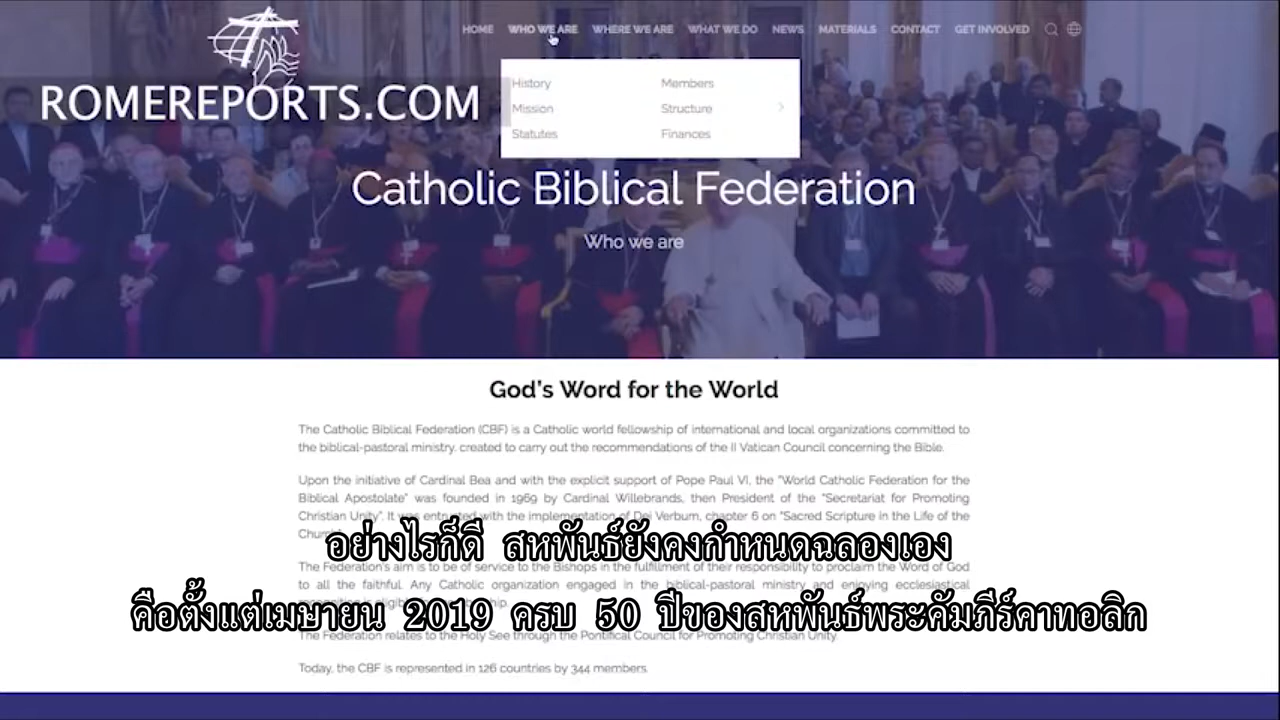 HOME WHO WE ARE WHERE WE ARE WHAT WE DO NEWS MATERIALS CONTACT GET INVOLVED
ROMEREPORTS.COM
History Members
Mission Structure
Statutes Finances
Catholic Biblical Federation
Who we are
God's Word for the World
The Catholic Biblical Federation (CBF) is a Catholic world fellowship of international and local organizations committed to
the biblical-pastoral ministry, created to carry out the recommendations of the II Vatican Council concerning the Bible.
Upon the initiative of Cardinal Bea and with the explicit support of Pope Paul VI, the "World Catholic Federation for the
Biblical Apostolate" was founded in 1969 by Cardinal Willebrands, then President of the "Secretariat for Promoting
Christian Unity". It was entrusted with the implementation of Dei Verbum, chapter 6 on "Sacred Scripture in the Life of the
Church".
อย่างไรก็ดี สหพันธ์ยังคงกำหนดฉลองเอง
The Federation's aim is to be of service to the Bishops in the fulfillment of their responsibility to proclaim the Word of God
to all the faithful. Any Catholic organization engaged in the biblical-pastoral ministry and enjoying ecclesiastical
คือตั้งแต่เมษายน 2019 ครบ 50 ปีของสหพันธ์พระคัมภีร์คาทอลิก
The Federation relates to the Holy See through the Pontifical Council for Promoting Christian Unity.
Today, the CBF is represented in 126 countries by 344 members.